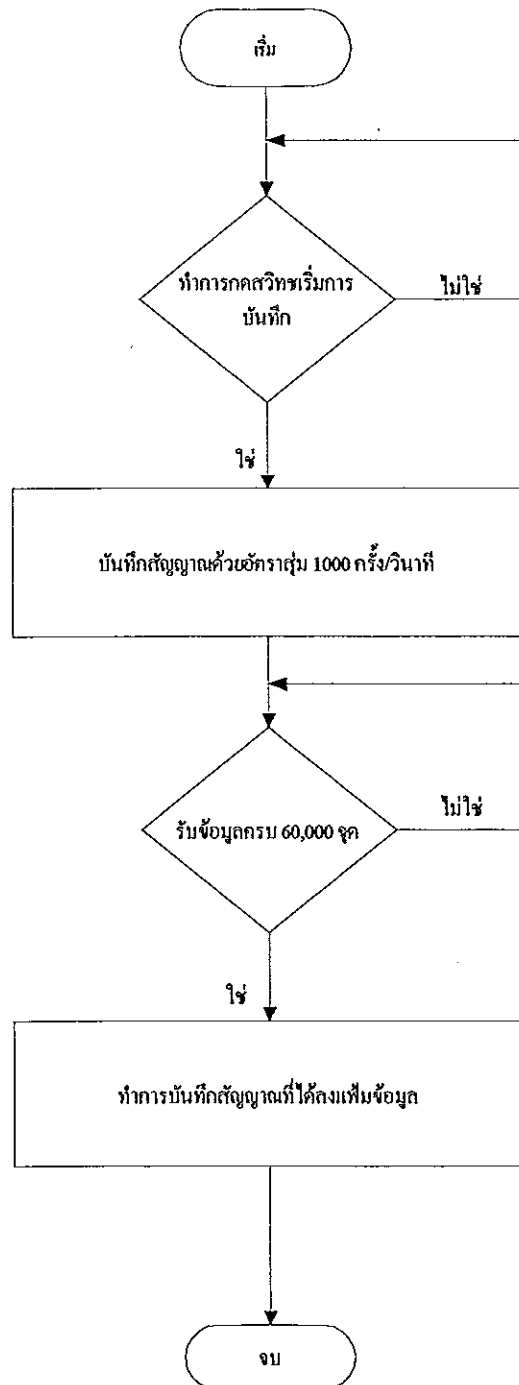 เริ่ม
ทำการกดสวิทชเริ่มการ
บันทึก
ไม่ใช่
ใช่
บันทึกสัญญาณด้วยอัตราสุ่ม 1000 ครั้ง/วินาที
รับข้อมูลครบ 60,000 จุด
ไม่ใช่
ใช่
ทำการบันทึกสัญญาณที่ได้ลงแฟ้มข้อมูล
จบ